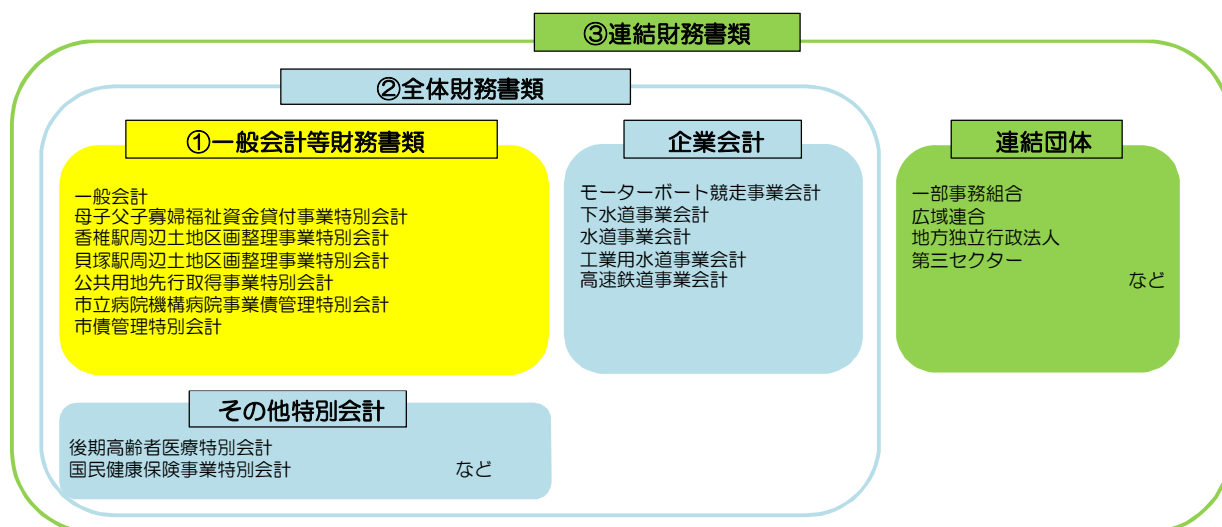 ③連結財務書類
②全体財務書類
①一般会計等財務書類
一般会計
母子父子寡婦福祉資金貸付事業特別会計
香椎駅周辺土地区画整理事業特別会計
貝塚駅周辺土地区画整理事業特別会計
公共用地先行取得事業特別会計
市立病院機構病院事業債管理特別会計
市債管理特別会計
企業会計
モーターボート競走事業会計
下水道事業会計
水道事業会計
工業用水道事業会計
高速鉄道事業会計
連結団体
一部事務組合
広域連合
地方独立行政法人
第三セクター
など
その他特別会計
後期高齢者医療特別会計
国民健康保険事業特別会計 など